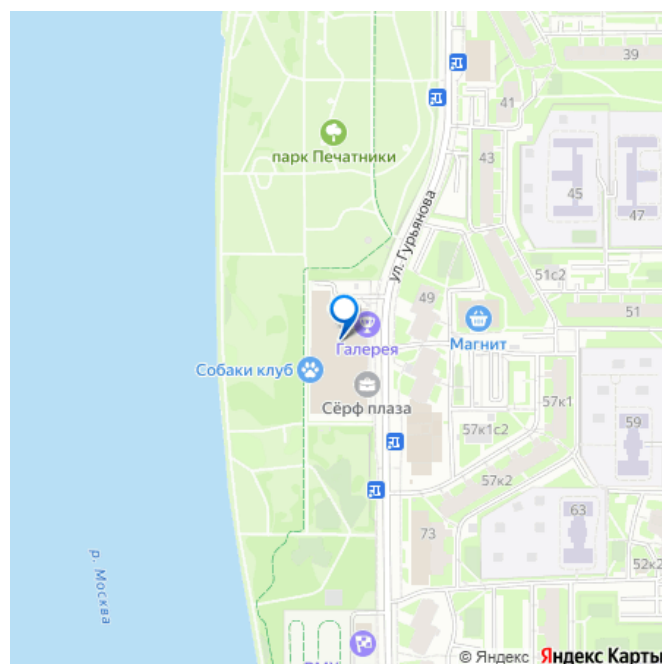 39
41
парк Печатники
43
45
47
ул. Гурьянова
51с2
49
51
Магнит
Галерея
Собаки клуб
Сёрф плаза
57к1
57к1с2
59
57к2
63
73
52к2
р. Москва
© Яндекс Яндекс Карты